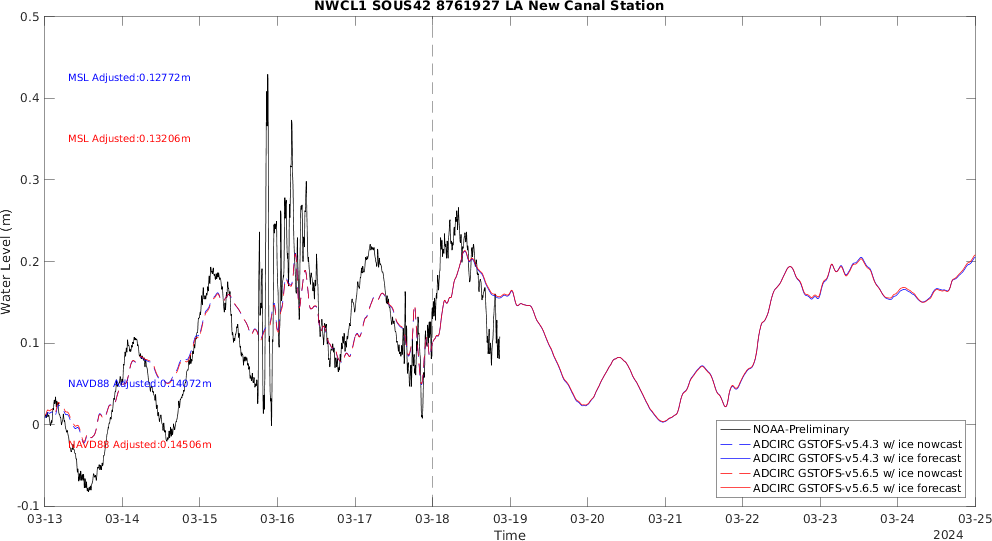 NWCL1 SOUS42 8761927 LA New Canal Station
0.5
0.4
0.3
0.2
0.1
0
-0.1
Water Level (m)
MSL Adjusted:0.12772m
MSL Adjusted:0.13206m
NAVD88 Adjusted:0.14072m
NAVD88 Adjusted:0.14506m
NOAA-Preliminary
ADCIRC GSTOFS-v5.4.3 w/ ice nowcast
ADCIRC GSTOFS-v5.4.3 w/ ice forecast
ADCIRC GSTOFS-v5.6.5 w/ ice nowcast
ADCIRC GSTOFS-v5.6.5 w/ ice forecast
03-13 03-14 03-15 03-16 03-17 03-18 03-19 03-20 03-21 03-22 03-23 03-24 03-25
Time
2024